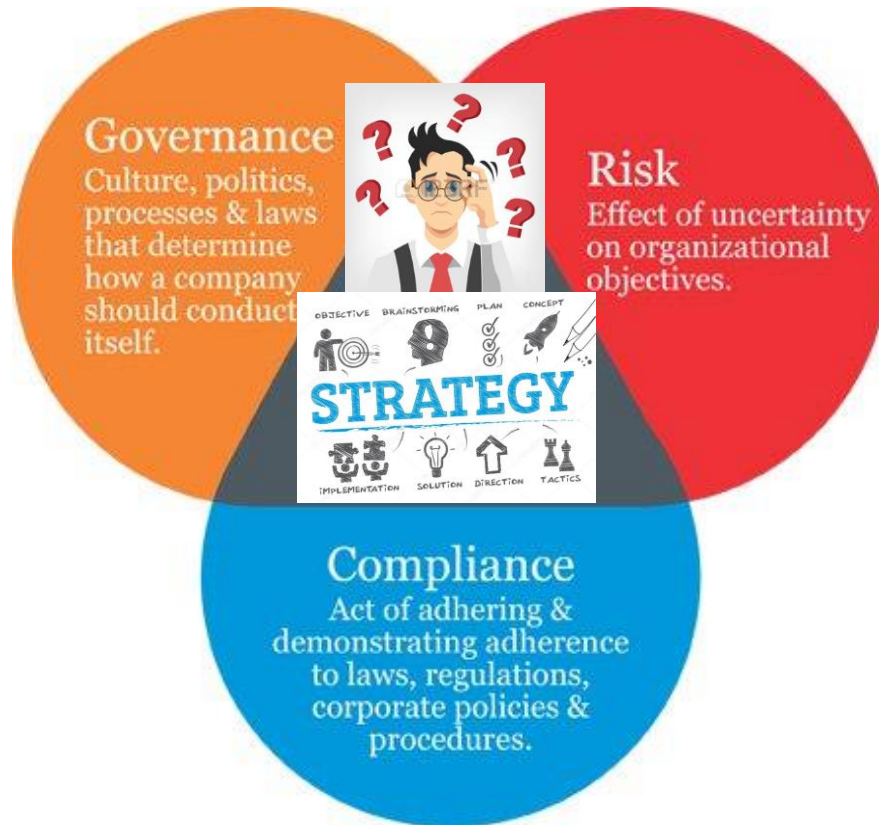 Governance
Culture, politics,
processes & laws
that determine
how a company
should conduct
itself.
Risk
Effect of uncertainty
on organizational
objectives.
? ? ? ? ?
OBJECTIVE BRAINSTORMING PLAN CONCEPT
STRATEGY
IMPLEMENTATION SOLUTION DIRECTION TACTICS
Compliance
Act of adhering &
demonstrating adherence
to laws, regulations,
corporate policies &
procedures.